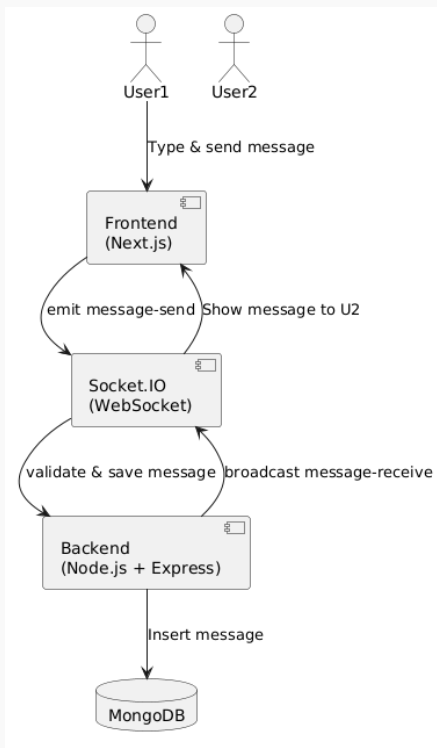 User1
User2
Type & send message
Frontend
(Next.js)
emit message-send
Show message to U2
Socket.IO
(WebSocket)
validate & save message
broadcast message-receive
Backend
(Node.js + Express)
Insert message
MongoDB